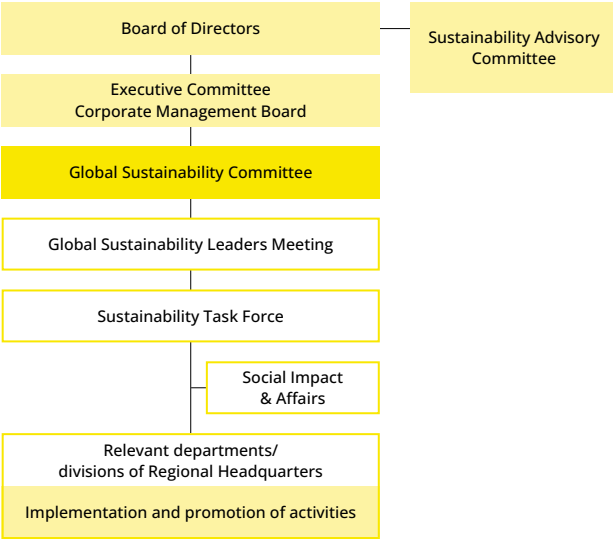 Board of Directors
Sustainability Advisory
Committee
Executive Committee
Corporate Management Board
Global Sustainability Committee
Global Sustainability Leaders Meeting
Sustainability Task Force
Social Impact
& Affairs
Relevant departments/
divisions of Regional Headquarters
Implementation and promotion of activities